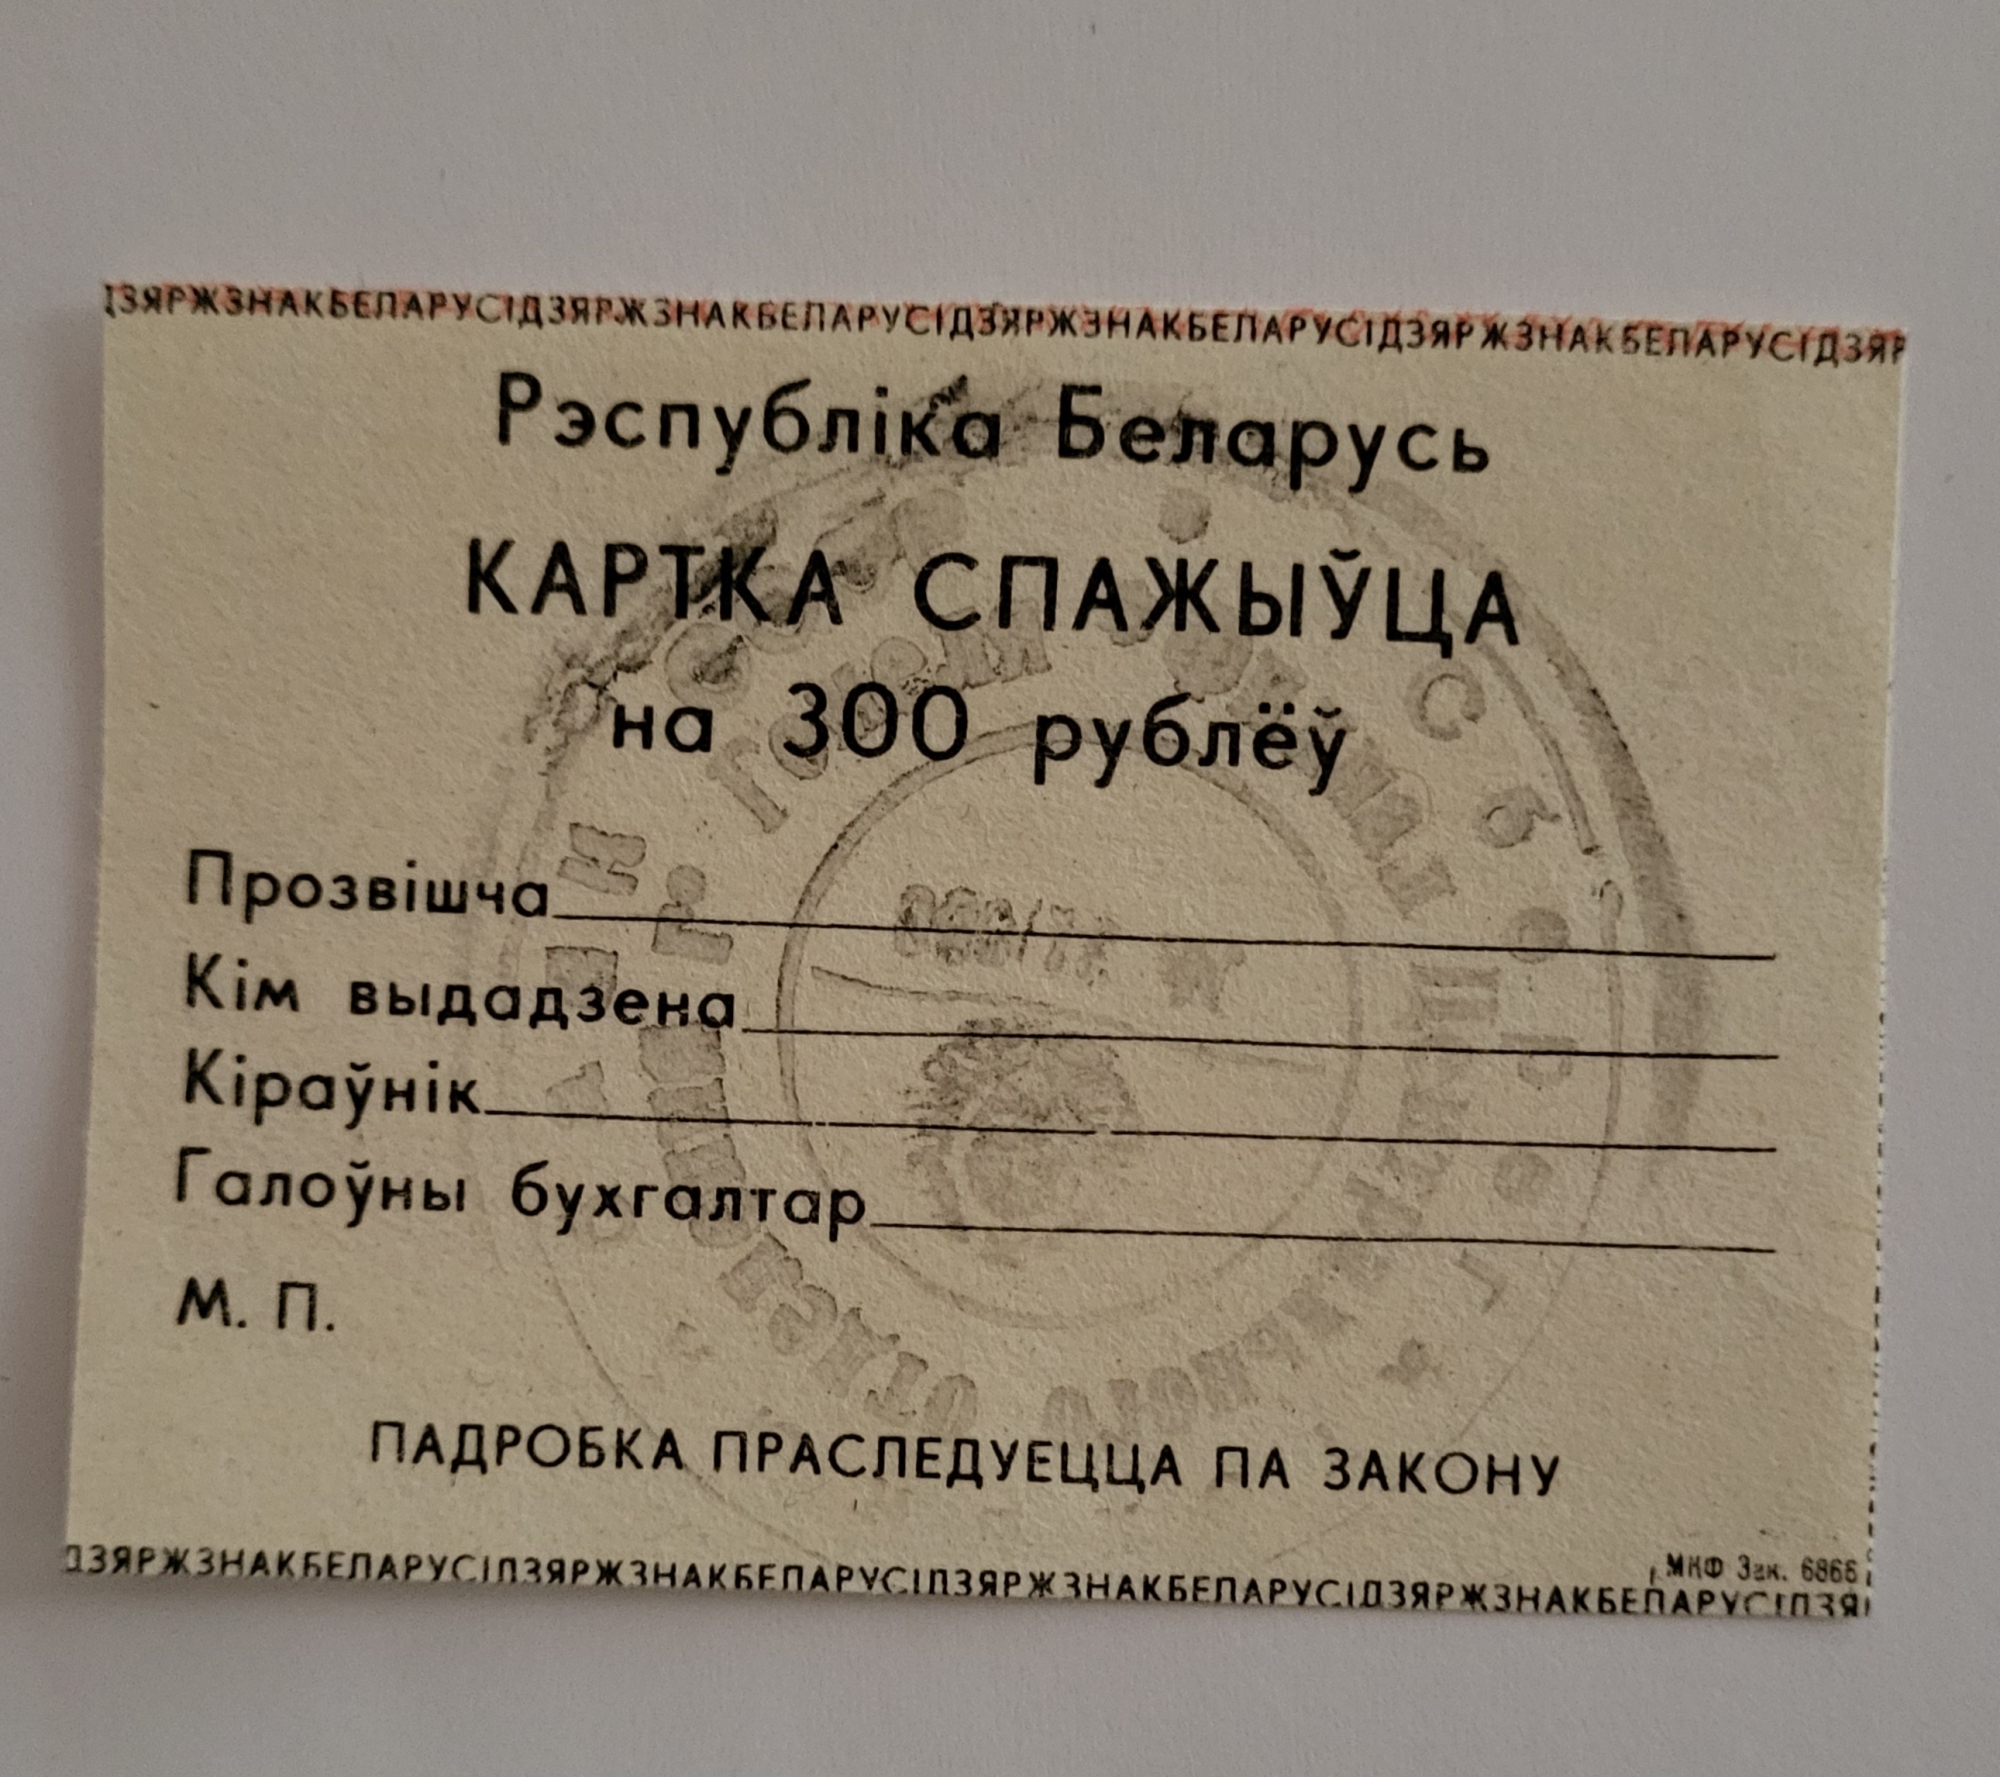 ДЗЯРЖЗНАКБЕЛАРУСІДЗЯРЖЗНАКБЕЛАРУСІДЗЯРЖЗНАКБЕЛАРУСІДЗЯРЖЗНАКБЕЛАРУСІДЗЯР
Рэспубліка Беларусь
КАРТКА СПАЖЫЎЦА
на 300 рублёў
Прозвішча
Кім выдадзена
Кіраўнік
Галоўны бухгалтар
М. П.
ПАДРОБКА ПРАСЛЕДУЕЦЦА ПА ЗАКОНУ
МКФ Зак. 6866
ДЗЯРЖЗНАКБЕЛАРУСІДЗЯРЖЗНАКБЕЛАРУСІДЗЯРЖЗНАКБЕЛАРУСІДЗЯРЖЗНАКБЕЛАРУСІДЗЯ